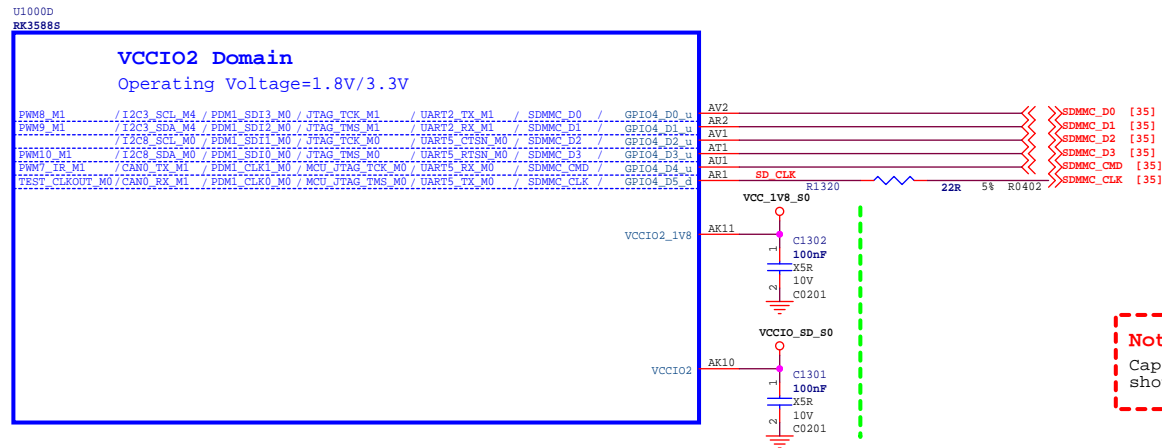 U1000D
RK3588S
VCCIO2 Domain
Operating Voltage=1.8V/3.3V
PWM8_M1 /I2C3_SCL_M4 / PDM1_SDI3_M0 / JTAG_TCK_M1 / UART2_TX_M1 / SDMMC_D0 / GPIO4_D0_u AV2 SDMMC_D0 [35]
PWM9_M1 /I2C3_SDA_M4 / PDM1_SDI2_M0 / JTAG_TMS_M1 / UART2_RX_M1 / SDMMC_D1 / GPIO4_D1_u AR2 SDMMC_D1 [35]
/I2C8_SCL_M0 / PDM1_SDI1_M0 / JTAG_TCK_M0 / UART5_CTSN_M0 / SDMMC_D2 / GPIO4_D2_u AV1 SDMMC_D2 [35]
PWM10_M1 /I2C8_SDA_M0 / PDM1_SDI0_M0 / JTAG_TMS_M0 / UART5_RTSN_M0 / SDMMC_D3 / GPIO4_D3_u AT1 SDMMC_D3 [35]
PWM7_IR_M1 / CAN0_TX_M1 / PDM1_CLK1_M0 / MCU_JTAG_TCK_M0 / UART5_RX_M0 / SDMMC_CMD / GPIO4_D4_u AU1 SDMMC_CMD [35]
TEST_CLKOUT_M0 / CAN0_RX_M1 / PDM1_CLK0_M0 / MCU_JTAG_TMS_M0 / UART5_TX_M0 / SDMMC_CLK / GPIO4_D5_d AR1 SD_CLK SDMMC_CLK [35]
R1320 22R 5% R0402
VCC_1V8_S0
VCCIO2_1V8 AK11
C1302
1
100nF
X5R
10V
2
C0201
VCCIO_SD_S0
VCCIO2 AK10
C1301
1
100nF
X5R
10V
2
C0201
Not
Cap
sho